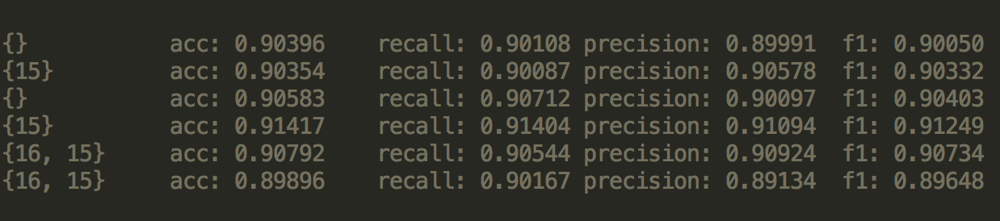 {} acc: 0.90396 recall: 0.90108 precision: 0.89991 f1: 0.90050
{15} acc: 0.90354 recall: 0.90087 precision: 0.90578 f1: 0.90332
{} acc: 0.90583 recall: 0.90712 precision: 0.90097 f1: 0.90403
{15} acc: 0.91417 recall: 0.91404 precision: 0.91094 f1: 0.91249
{16, 15} acc: 0.90792 recall: 0.90544 precision: 0.90924 f1: 0.90734
{16, 15} acc: 0.89896 recall: 0.90167 precision: 0.89134 f1: 0.89648